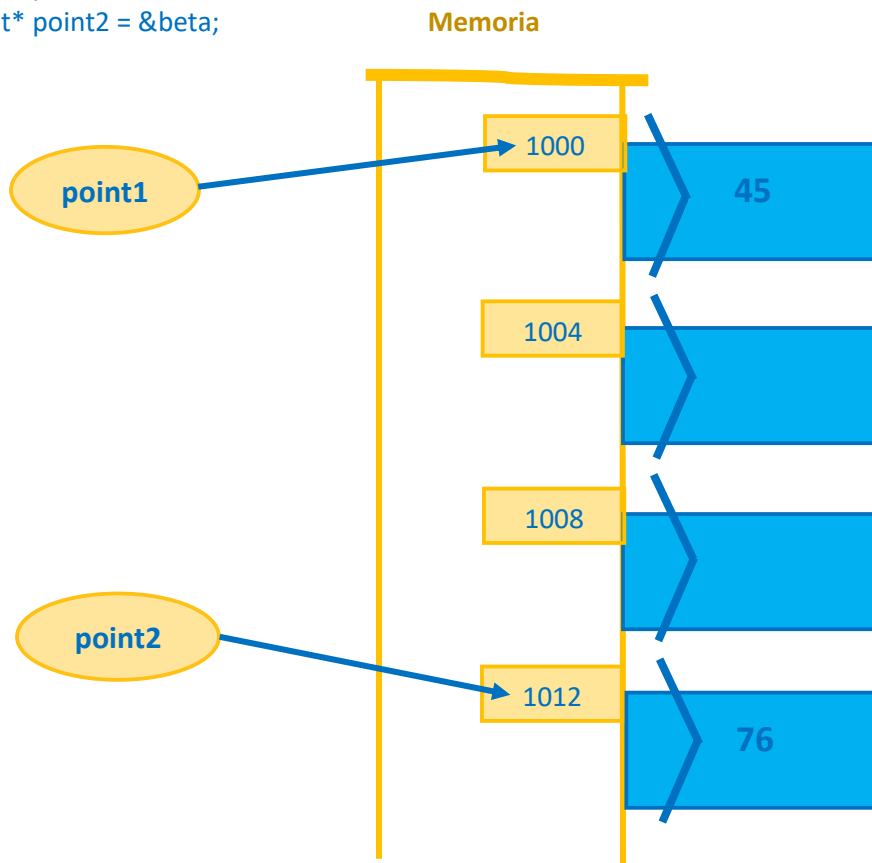 t* point2 = &beta;
Memoria
1000
45
point1
1004
1008
point2
1012
76